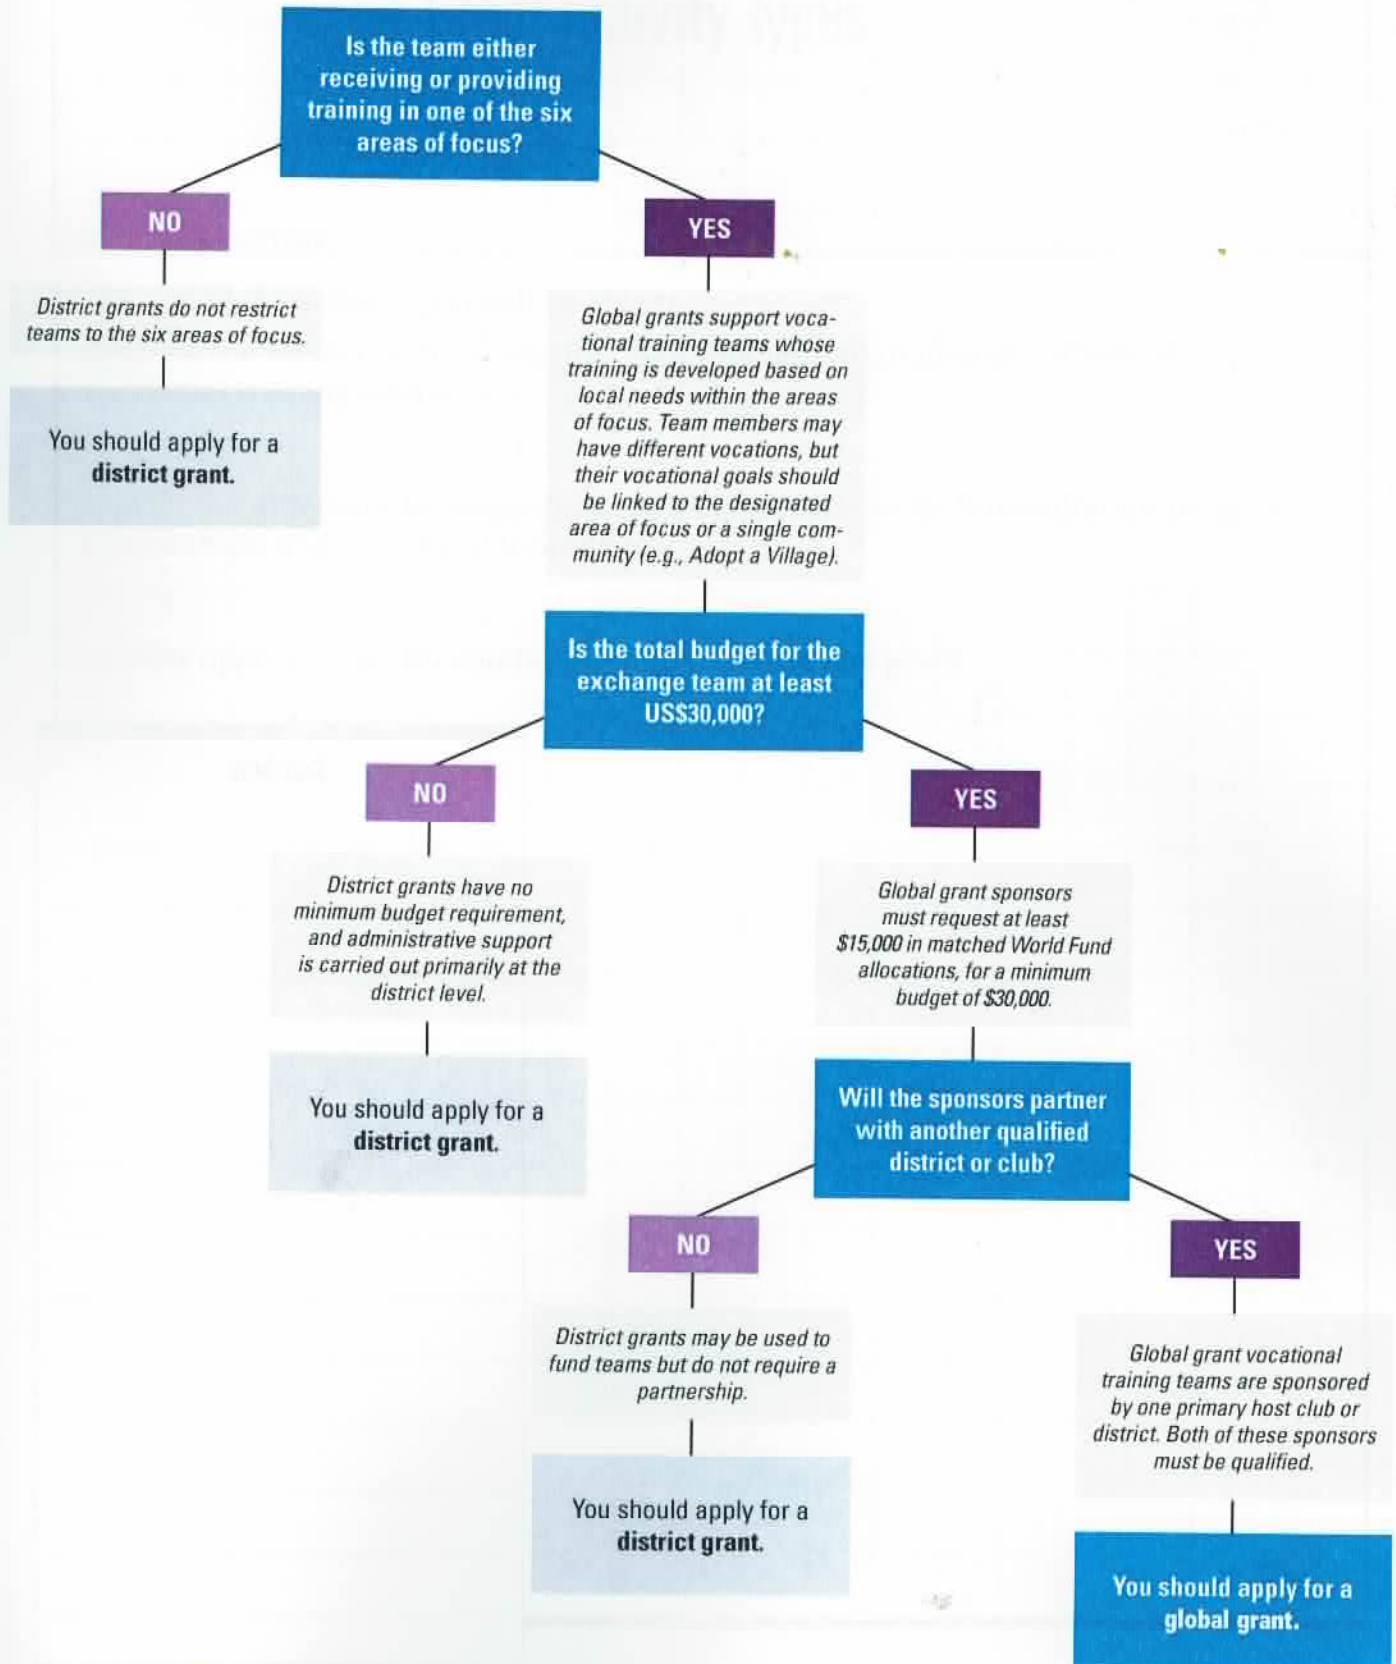 Is the team either
receiving or providing
training in one of the six
areas of focus?
NO
YES
District grants do not restrict
teams to the six areas of focus.
You should apply for a
district grant.
Global grants support voca-
tional training teams whose
training is developed based on
local needs within the areas
of focus. Team members may
have different vocations, but
their vocational goals should
be linked to the designated
area of focus or a single com-
munity (e.g., Adopt a Village).
Is the total budget for the
exchange team at least
US$30,000?
NO
YES
District grants have no
minimum budget requirement,
and administrative support
is carried out primarily at the
district level.
You should apply for a
district grant.
Global grant sponsors
must request at least
$15,000 in matched World Fund
allocations, for a minimum
budget of $30,000.
Will the sponsors partner
with another qualified
district or club?
NO
YES
District grants may be used to
fund teams but do not require a
partnership.
You should apply for a
district grant.
Global grant vocational
training teams are sponsored
by one primary host club or
district. Both of these sponsors
must be qualified.
You should apply for a
global grant.